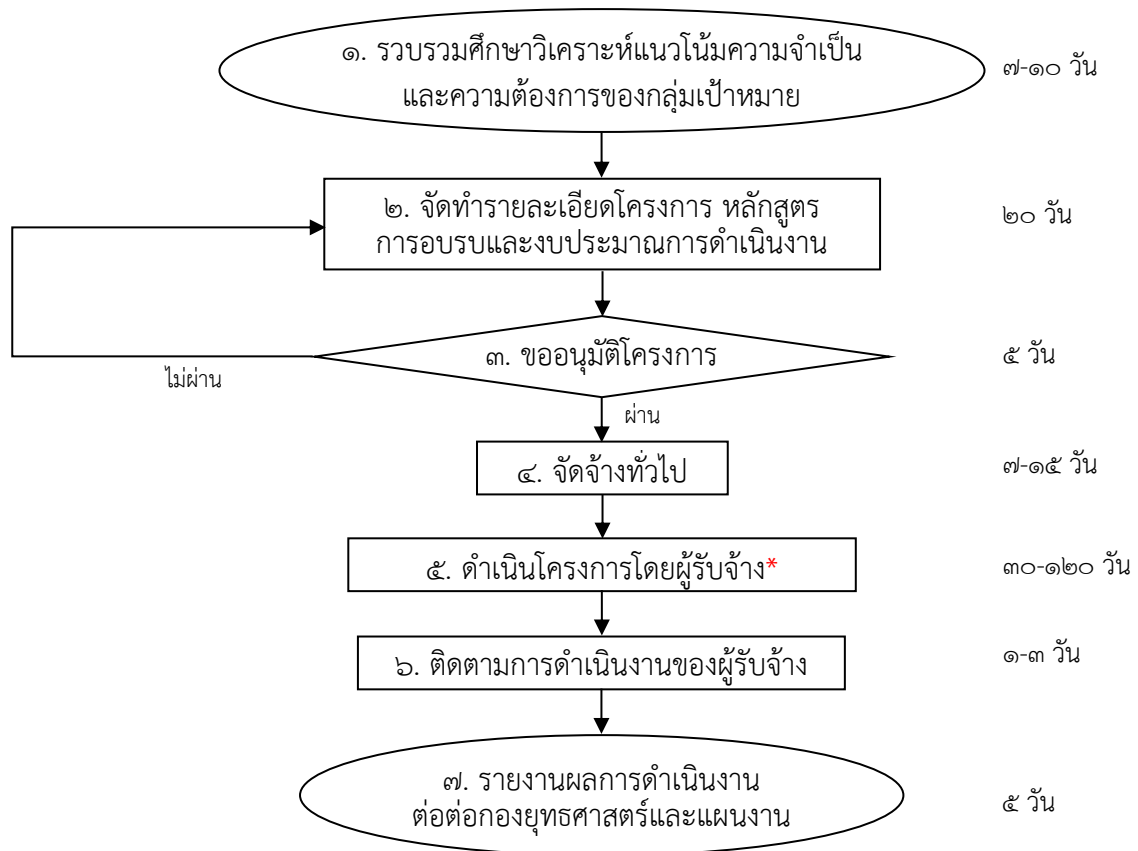 ๑. รวบรวมศึกษาวิเคราะห์แนวโน้มความจำเป็น
และความต้องการของกลุ่มเป้าหมาย
๗-๑๐ วัน
๒. จัดทำรายละเอียดโครงการ หลักสูตร
การอบรบและงบประมาณการดำเนินงาน
๒๐ วัน
๓. ขออนุมัติโครงการ
๕ วัน
ไม่ผ่าน
ผ่าน
๔. จัดจ้างทั่วไป
๗-๑๕ วัน
๕. ดำเนินโครงการโดยผู้รับจ้าง*
๓๐-๑๒๐ วัน
๖. ติดตามการดำเนินงานของผู้รับจ้าง
๑-๓ วัน
๗. รายงานผลการดำเนินงาน
ต่อต่อกองยุทธศาสตร์และแผนงาน
๕ วัน